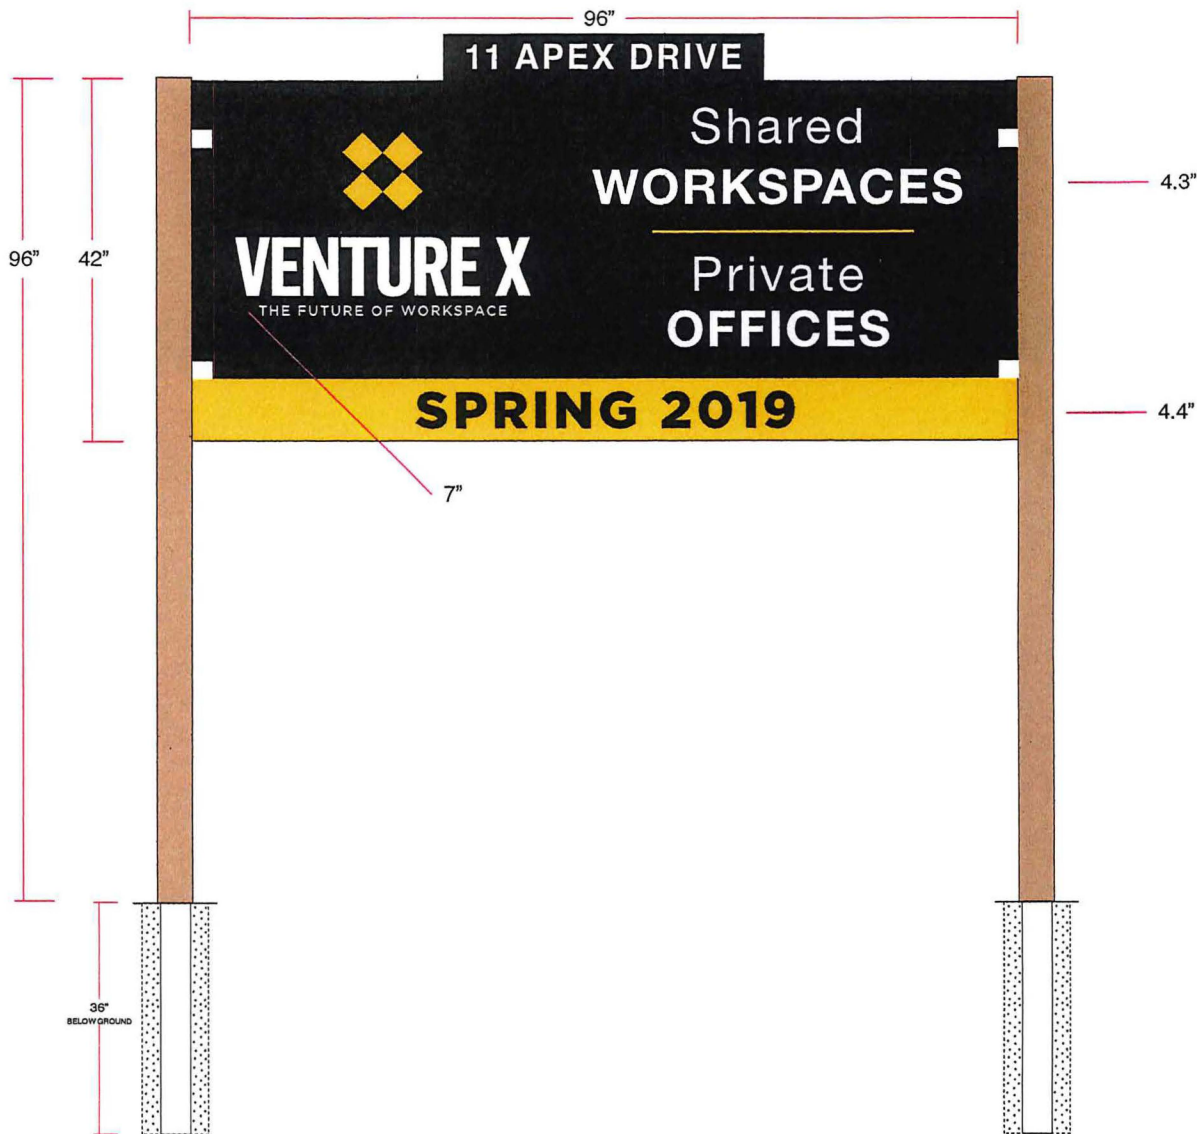 96”
11 APEX DRIVE
Shared
WORKSPACES
4.3”
96”
42”
VENTURE X
THE FUTURE OF WORKSPACE
Private
OFFICES
SPRING 2019
4.4”
7”
36”
BELOW GROUND